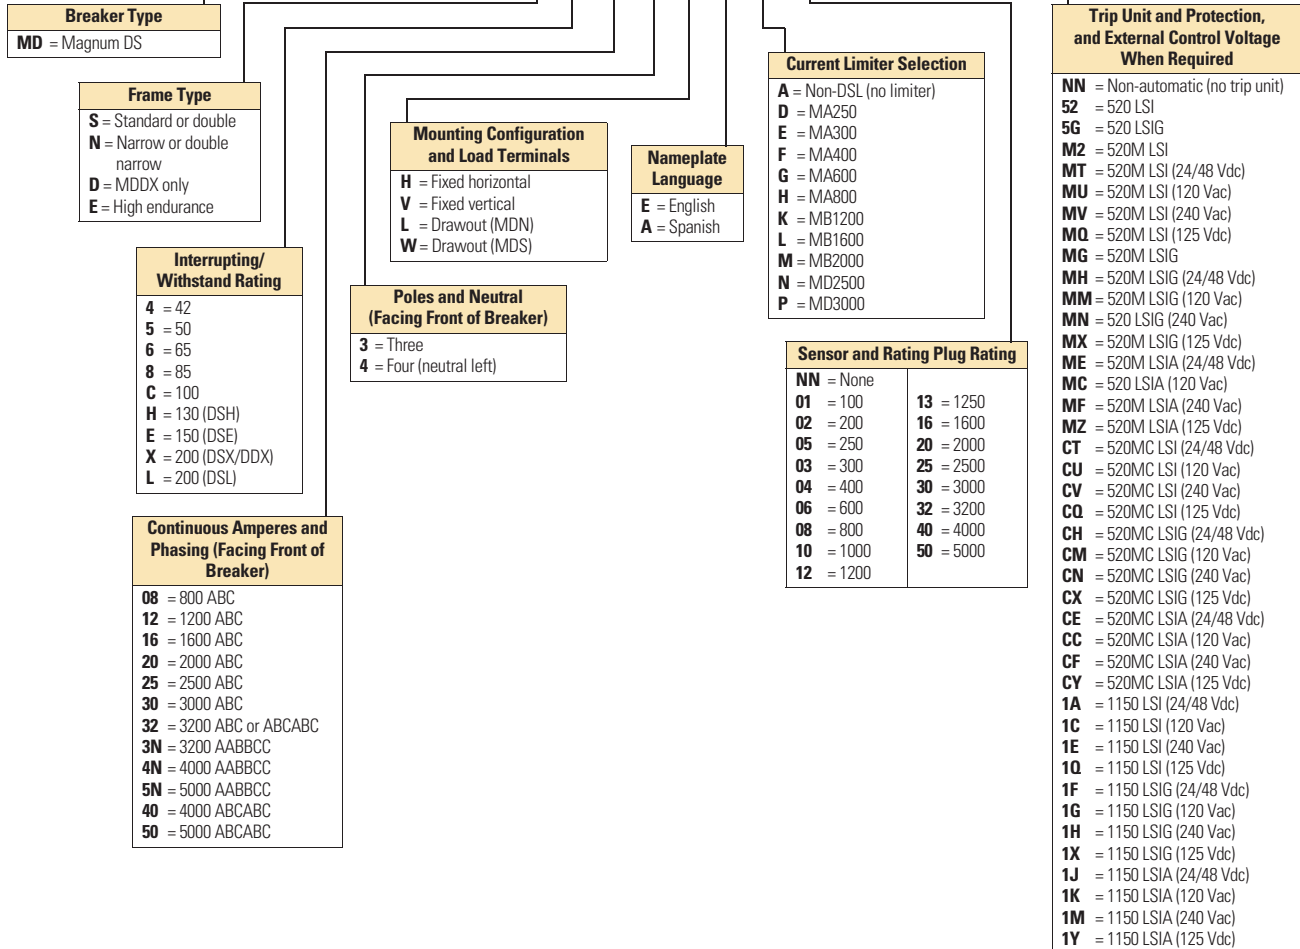 Breaker Type
MD = Magnum DS
Frame Type
S = Standard or double
N = Narrow or double
narrow
D = MDDX only
E = High endurance
Interrupting/
Withstand Rating
4 = 42
5 = 50
6 = 65
8 = 85
C = 100
H = 130 (DSH)
E = 150 (DSE)
X = 200 (DSX/DDX)
L = 200 (DSL)
Continuous Amperes and
Phasing (Facing Front of
Breaker)
08 = 800 ABC
12 = 1200 ABC
16 = 1600 ABC
20 = 2000 ABC
25 = 2500 ABC
30 = 3000 ABC
32 = 3200 ABC or ABCABC
3N = 3200 AABBCC
4N = 4000 AABBCC
5N = 5000 AABBCC
40 = 4000 ABCABC
50 = 5000 ABCABC
Poles and Neutral
(Facing Front of Breaker)
3 = Three
4 = Four (neutral left)
Mounting Configuration
and Load Terminals
H = Fixed horizontal
V = Fixed vertical
L = Drawout (MDN)
W = Drawout (MDS)
Nameplate
Language
E = English
A = Spanish
Current Limiter Selection
A = Non-DSL (no limiter)
D = MA250
E = MA300
F = MA400
G = MA600
H = MA800
K = MB1200
L = MB1600
M = MB2000
N = MD2500
P = MD3000
Sensor and Rating Plug Rating
NN = None
01 = 100
02 = 200
05 = 250
03 = 300
04 = 400
06 = 600
08 = 800
10 = 1000
12 = 1200
13 = 1250
16 = 1600
20 = 2000
25 = 2500
30 = 3000
32 = 3200
40 = 4000
50 = 5000
Trip Unit and Protection,
and External Control Voltage
When Required
NN = Non-automatic (no trip unit)
52 = 520 LSI
5G = 520 LSIG
M2 = 520M LSI
MT = 520M LSI (24/48 Vdc)
MU = 520M LSI (120 Vac)
MV = 520M LSI (240 Vac)
MQ = 520M LSI (125 Vdc)
MG = 520M LSIG
MH = 520M LSIG (24/48 Vdc)
MM = 520M LSIG (120 Vac)
MN = 520 LSIG (240 Vac)
MX = 520M LSIG (125 Vdc)
ME = 520M LSIA (24/48 Vdc)
MC = 520 LSIA (120 Vac)
MF = 520M LSIA (240 Vac)
MZ = 520M LSIA (125 Vdc)
CT = 520MC LSI (24/48 Vdc)
CU = 520MC LSI (120 Vac)
CV = 520MC LSI (240 Vac)
CQ = 520MC LSI (125 Vdc)
CH = 520MC LSIG (24/48 Vdc)
CM = 520MC LSIG (120 Vac)
CN = 520MC LSIG (240 Vac)
CX = 520MC LSIG (125 Vdc)
CE = 520MC LSIA (24/48 Vdc)
CC = 520MC LSIA (120 Vac)
CF = 520MC LSIA (240 Vac)
CY = 520MC LSIA (125 Vdc)
1A = 1150 LSI (24/48 Vdc)
1C = 1150 LSI (120 Vac)
1E = 1150 LSI (240 Vac)
1Q = 1150 LSI (125 Vdc)
1F = 1150 LSIG (24/48 Vdc)
1G = 1150 LSIG (120 Vac)
1H = 1150 LSIG (240 Vac)
1X = 1150 LSIG (125 Vdc)
1J = 1150 LSIA (24/48 Vdc)
1K = 1150 LSIA (120 Vac)
1M = 1150 LSIA (240 Vac)
1Y = 1150 LSIA (125 Vdc)